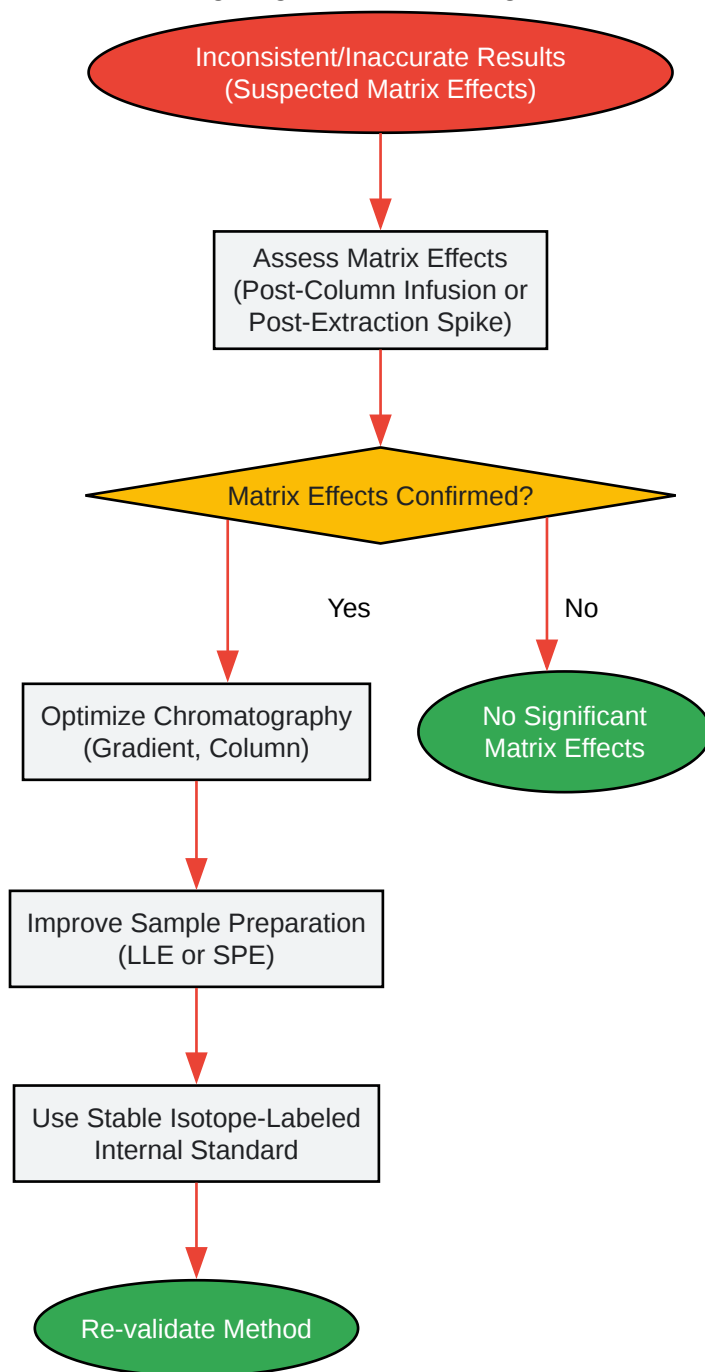 Inconsistent/Inaccurate Results
(Suspected Matrix Effects)
Assess Matrix Effects
(Post-Column Infusion or
Post-Extraction Spike)
Matrix Effects Confirmed?
Yes
No
Optimize Chromatography
(Gradient, Column)
No Significant
Matrix Effects
Improve Sample Preparation
(LLE or SPE)
Use Stable Isotope-Labeled
Internal Standard
Re-validate Method